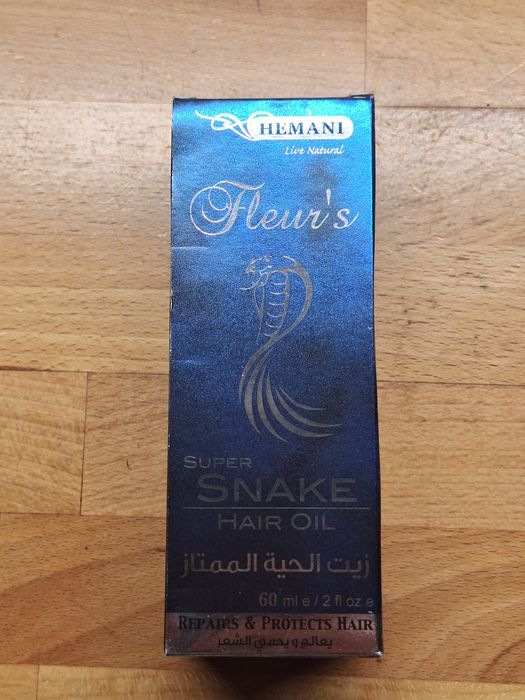 HEMANI
Live Natural
Fleur's
SUPER
SNAKE
HAIR OIL
زيت الحية الممتاز
60 ml e / 2 fl oz e
REPAIRS & PROTECTS HAIR
يعالج و يحمي الشعر